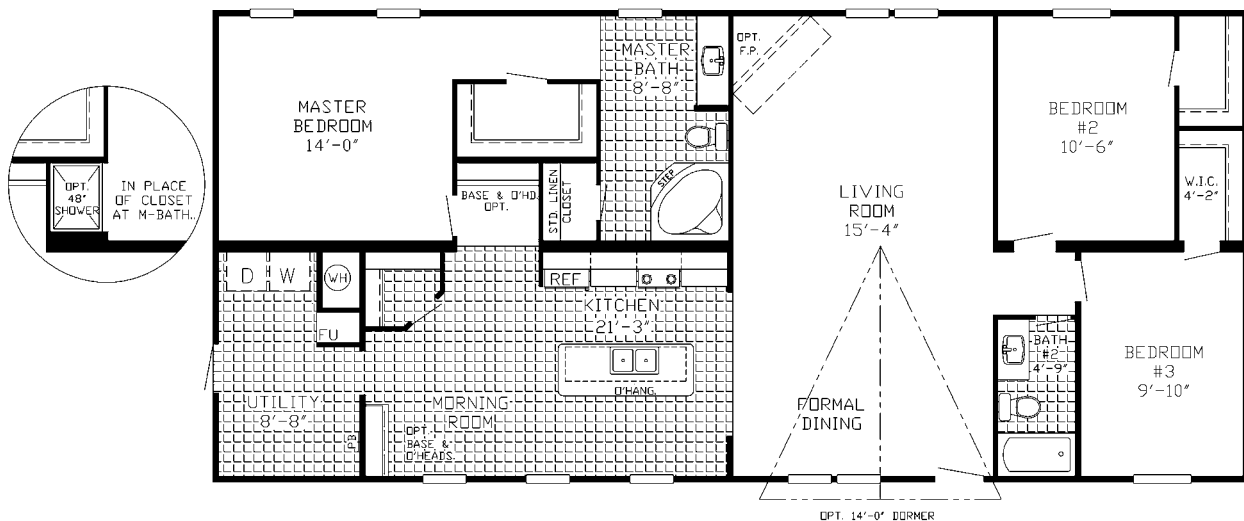 OPT.
F.P.
MASTER
BATH
8'-8"
MASTER
BEDROOM
14'-0"
BEDROOM
#2
10'-6"
OPT.
48"
SHOWER
IN PLACE
OF CLOSET
AT M-BATH.
BASE & O'HD.
OPT.
STD. LINEN
CLOSET
STEP
LIVING
ROOM
15'-4"
W.I.C.
4'-2"
D
W
WH
FU
REF
KITCHEN
21'-3"
O'HANG.
BATH
#2
4'-9"
BEDROOM
#3
9'-10"
UTILITY
8'-8"
PB
MORNING
ROOM
OPT.
BASE &
O'HEADS.
FORMAL
DINING
OPT. 14'-0" DORMER